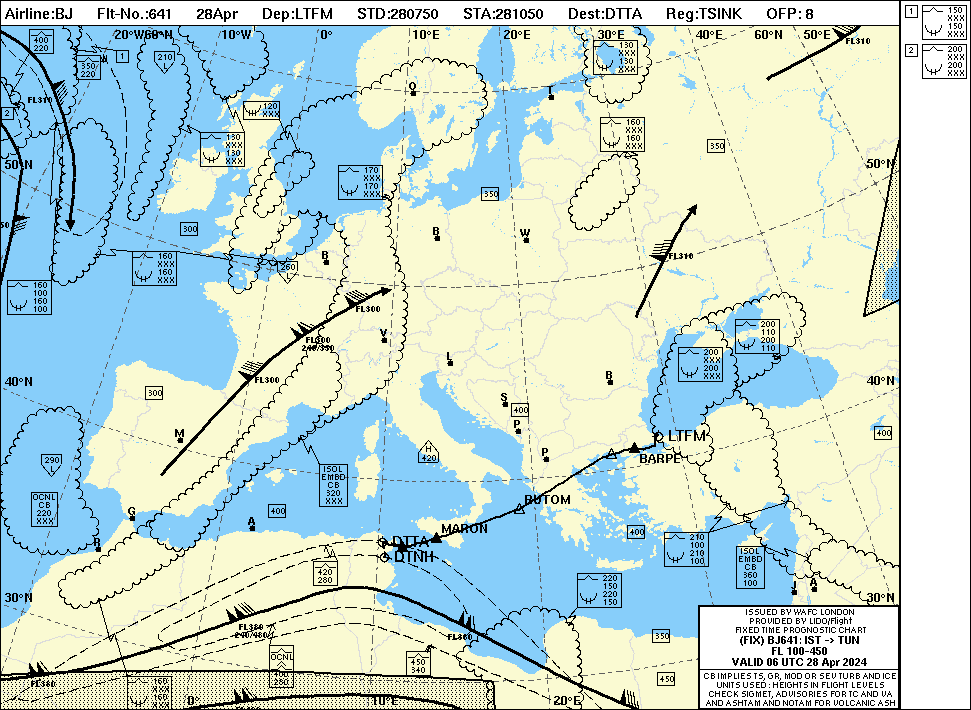 Airline:BJ Flt-No.:641 28Apr Dep:LTFM STD:280750 STA:281050 Dest:DTTA Reg:TSINK OFP: 8
20°W 60°N 10°W 0° 10°E 20°E 30°E 40°E 60°N 50°E
400
220
350
220
1
210
L
FL310
2
120
130
XXX
130
XXX
170
XXX
170
XXX
O
T
130
XXX
130
XXX
160
XXX
160
XXX
350
FL310
1
150
XXX
150
XXX
2
200
XXX
200
XXX
50°N
50°N
350
300
50
B
B
W
160
XXX
160
XXX
260
L
160
100
160
100
FL310
FL300
FL300
240/350
V
L
B
200
110
200
110
200
XXX
200
XXX
40°N
FL300
40°N
300
S
400
P
P
M
LTFM
BARPE
400
H
420
290
L
OCNL
CB
220
XXX
ISOL
EMBD
CB
320
XXX
RUTOM
G
A
400
MARON
R
DTTA
DTNH
400
210
100
210
100
ISOL
EMBD
CB
360
100
420
280
220
150
220
150
J
A
30°N
30°N
FL380
240/480
FL380
350
OCNL
400
280
450
340
450
FL380
160
XXX
160
XXX
0°
10°E
20°E
ISSUED BY WAFC LONDON
PROVIDED BY LIDO/Flight
FIXED TIME PROGNOSTIC CHART
(FIX) BJ641: IST -> TUN
FL 100-450
VALID 06 UTC 28 Apr 2024
CB IMPLIES TS, GR, MOD OR SEV TURB AND ICE
UNITS USED : HEIGHTS IN FLIGHT LEVELS
CHECK SIGMET, ADVISORIES FOR TC AND VA
AND ASHTAM AND NOTAM FOR VOLCANIC ASH